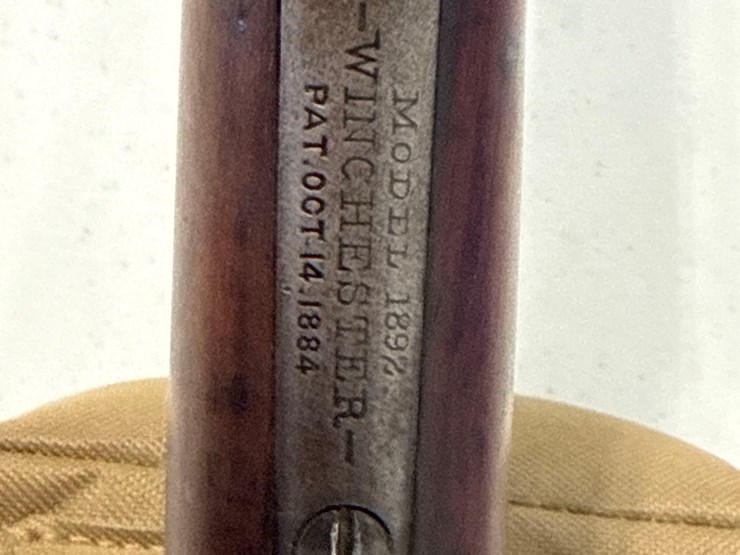 MODEL 1892
–WINCHESTER–
PAT. OCT. 14. 1884